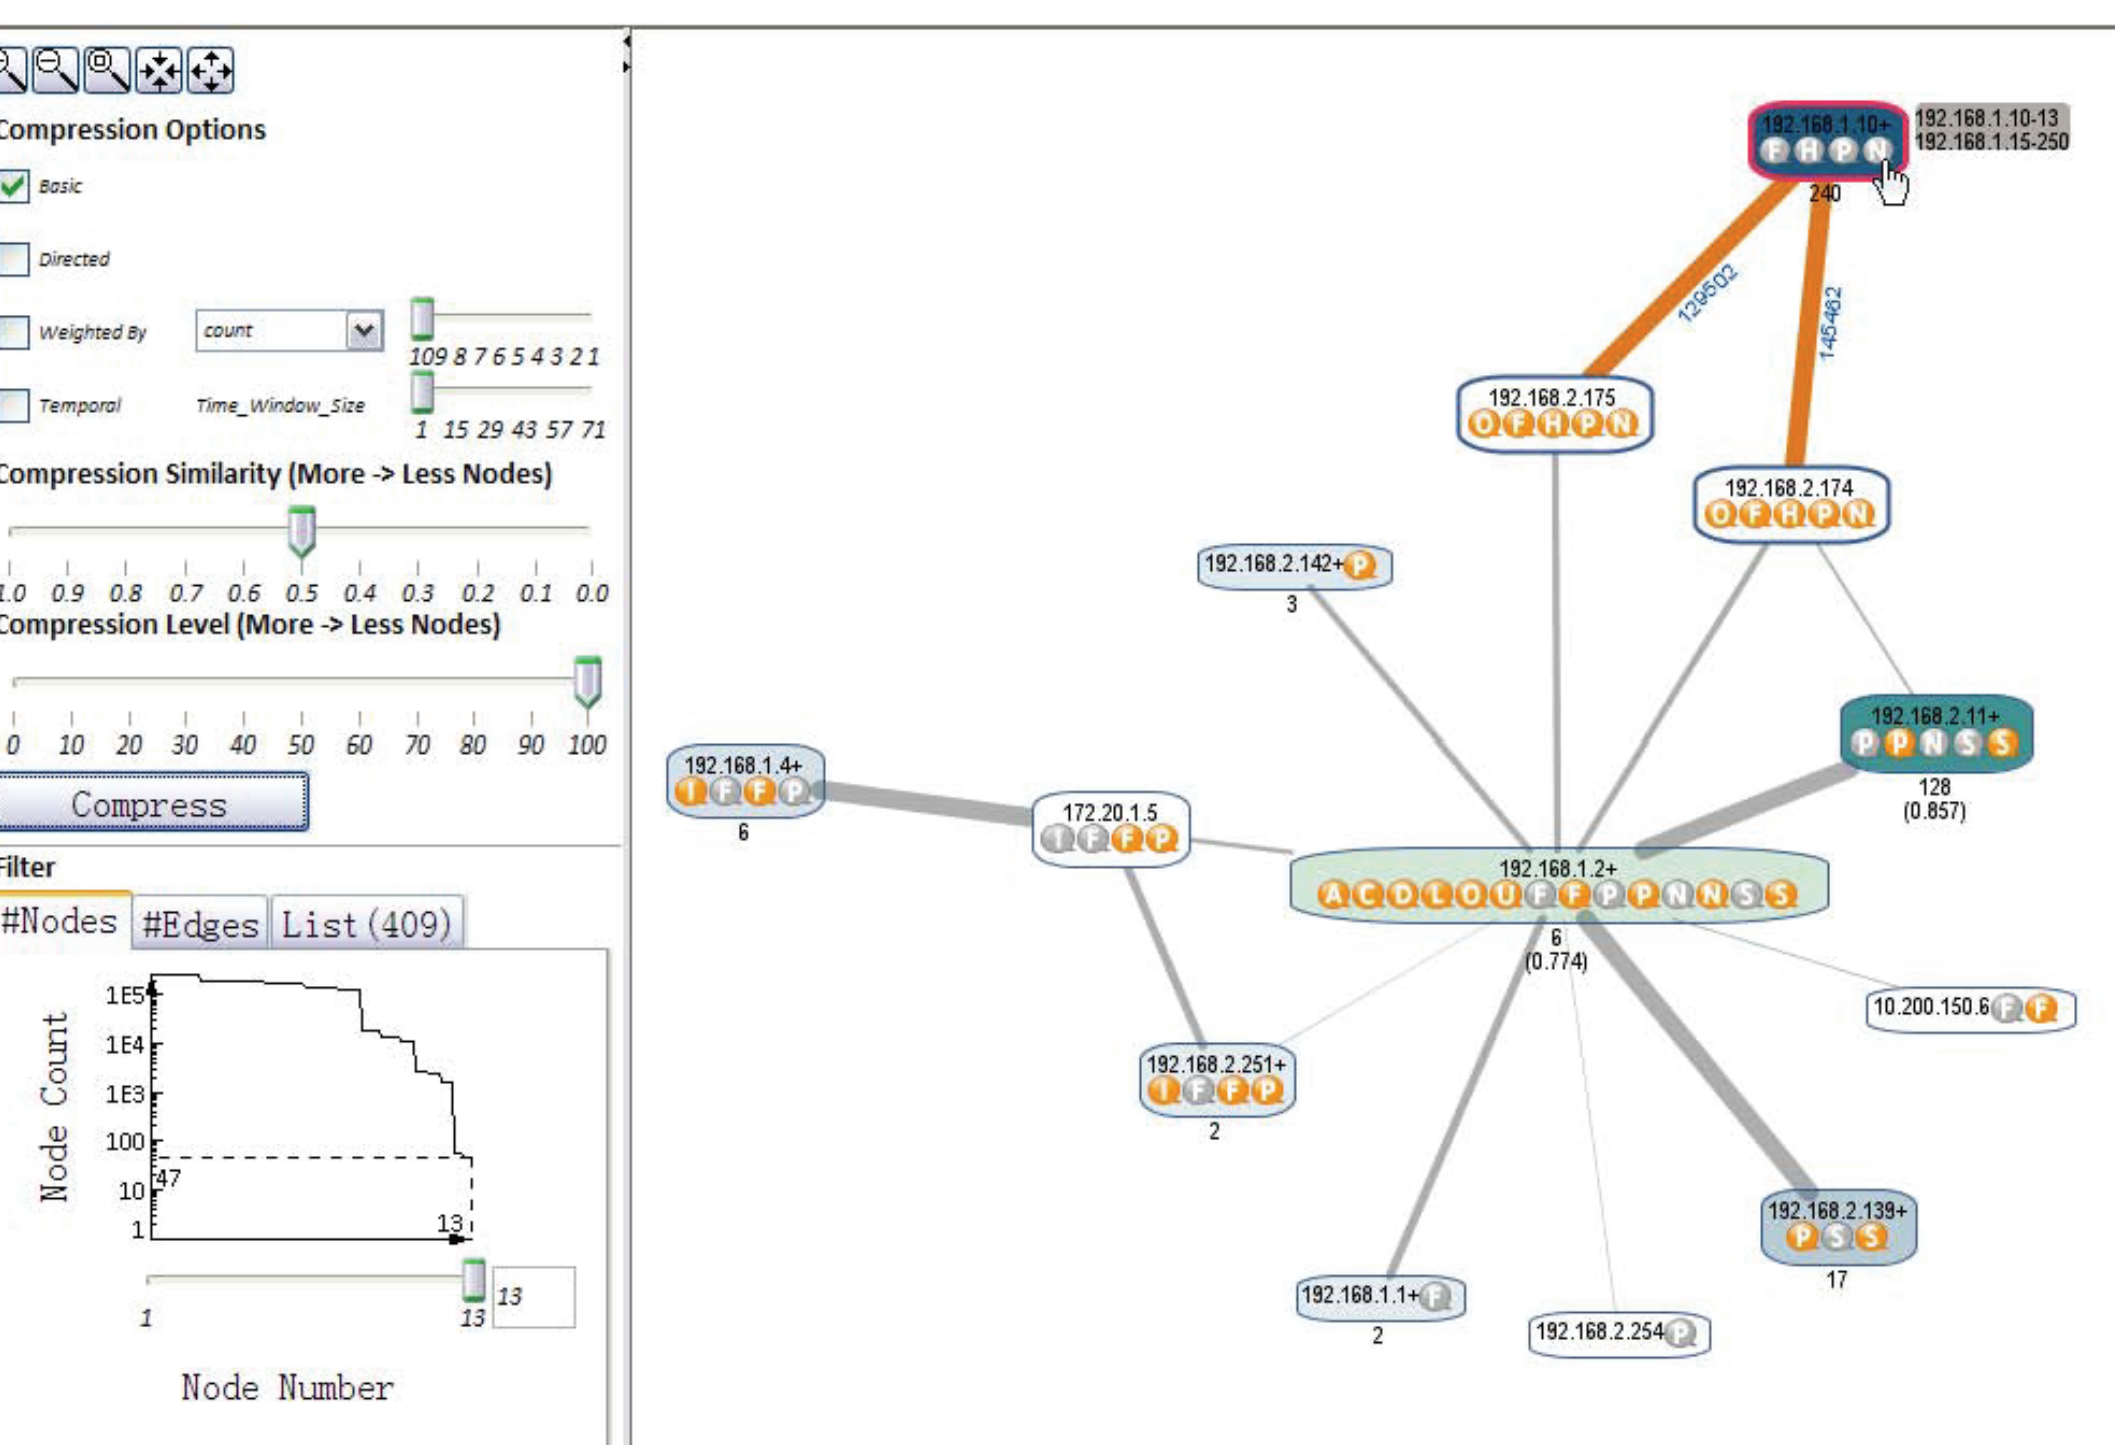 Compression Options
Basic
Directed
Weighted By
count
109 8 7 6 5 4 3 2 1
Temporal
Time_Window_Size
1 15 29 43 57 71
Compression Similarity (More -> Less Nodes)
1.0 0.9 0.8 0.7 0.6 0.5 0.4 0.3 0.2 0.1 0.0
Compression Level (More -> Less Nodes)
0 10 20 30 40 50 60 70 80 90 100
Compress
Filter
#Nodes #Edges List(409)
Node Count
1E5
1E4
1E3
100
47
10
13
1
13
1 13
Node Number
192.168.1.10+
F H P N
240
192.168.1.10-13
192.168.1.15-250
129502
145462
192.168.2.175
O F H P N
192.168.2.174
O F H P N
192.168.2.142+ P
3
192.168.2.11+
P P N S S
128
(0.857)
192.168.1.4+
I F F P
6
172.20.1.5
I F F P
192.168.1.2+
A C D L O U F F P P N N S S
6
(0.774)
10.200.150.6 F F
192.168.2.251+
I F F P
2
192.168.2.139+
P S S
17
192.168.1.1+ F
2
192.168.2.254 P